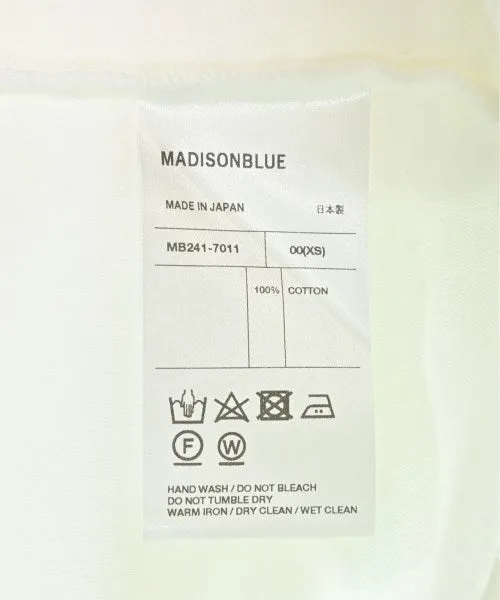 MADISONBLUE
MADE IN JAPAN 日本製
MB241-7011 00(XS)
100% COTTON
F W
HAND WASH / DO NOT BLEACH
DO NOT TUMBLE DRY
WARM IRON / DRY CLEAN / WET CLEAN